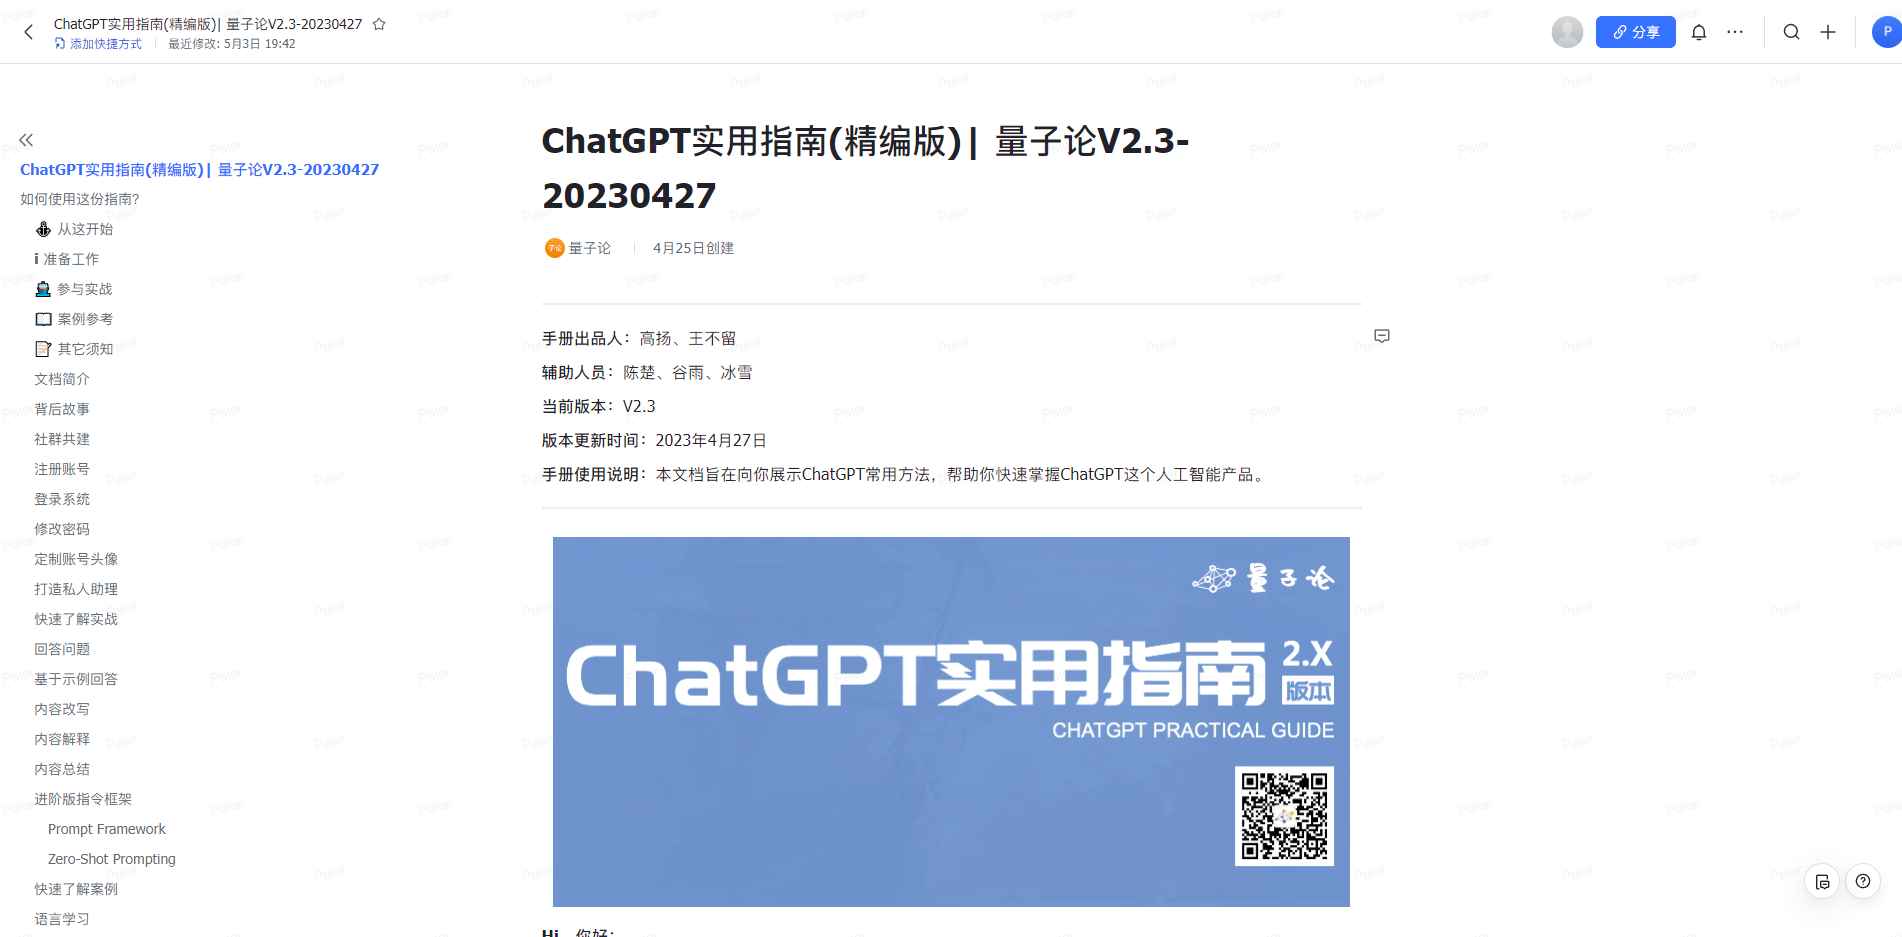 ChatGPT实用指南(精编版)| 量子论V2.3-20230427
添加快捷方式
最近修改: 5月3日 19:42
分享
P
ChatGPT实用指南(精编版)| 量子论V2.3-20230427
如何使用这份指南?
从这开始
准备工作
参与实战
案例参考
其它须知
文档简介
背后故事
社群共建
注册账号
登录系统
修改密码
定制账号头像
打造私人助理
快速了解实战
回答问题
基于示例回答
内容改写
内容解释
内容总结
进阶版指令框架
Prompt Framework
Zero-Shot Prompting
快速了解案例
语言学习
ChatGPT实用指南(精编版)| 量子论V2.3-
20230427
量子论
4月25日创建
手册出品人：高扬、王不留
辅助人员：陈楚、谷雨、冰雪
当前版本：V2.3
版本更新时间：2023年4月27日
手册使用说明：本文档旨在向你展示ChatGPT常用方法，帮助你快速掌握ChatGPT这个人工智能产品。
量子论
ChatGPT实用指南
2.X
版本
CHATGPT PRACTICAL GUIDE
Hi，你好：